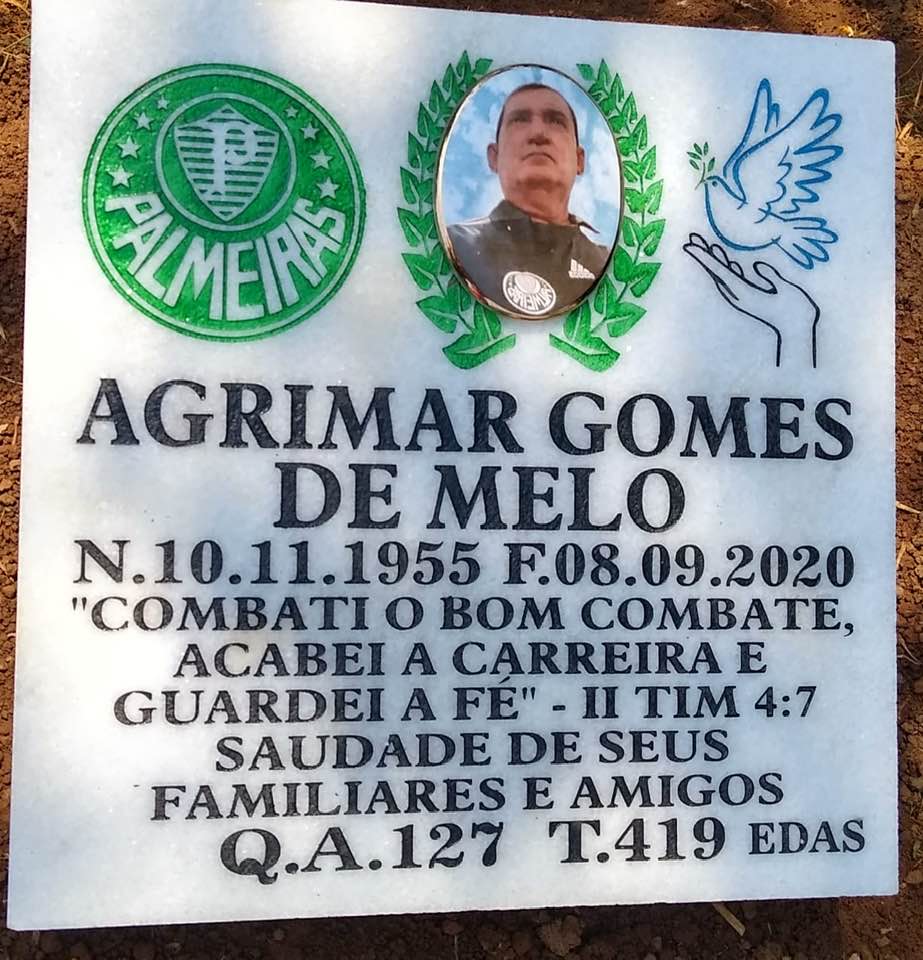 P
PALMEIRAS
PALMEIRAS
AGRIMAR GOMES
DE MELO
N.10.11.1955 F.08.09.2020
"COMBATI O BOM COMBATE,
ACABEI A CARREIRA E
GUARDEI A FÉ" - II TIM 4:7
SAUDADE DE SEUS
FAMILIARES E AMIGOS
Q.A.127 T.419 EDAS